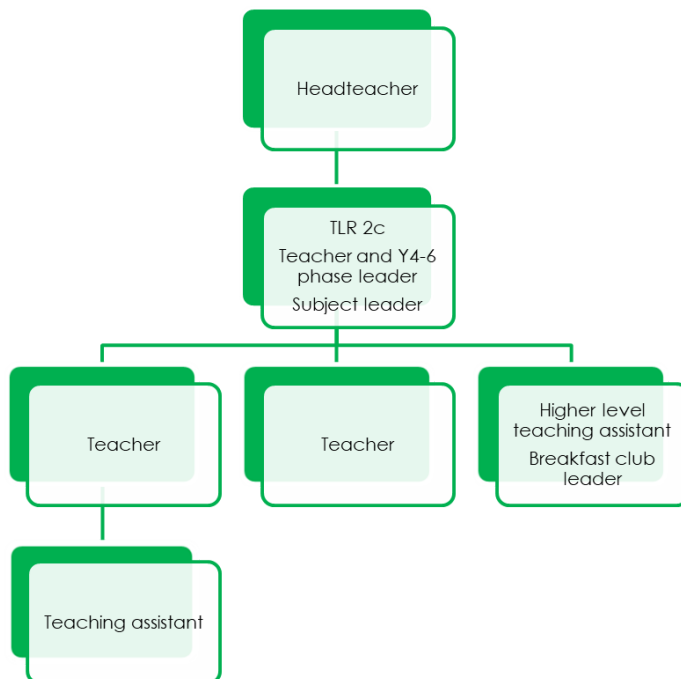 Headteacher
TLR 2c
Teacher and Y4-6
phase leader
Subject leader
Teacher
Teacher
Higher level
teaching assistant
Breakfast club
leader
Teaching assistant